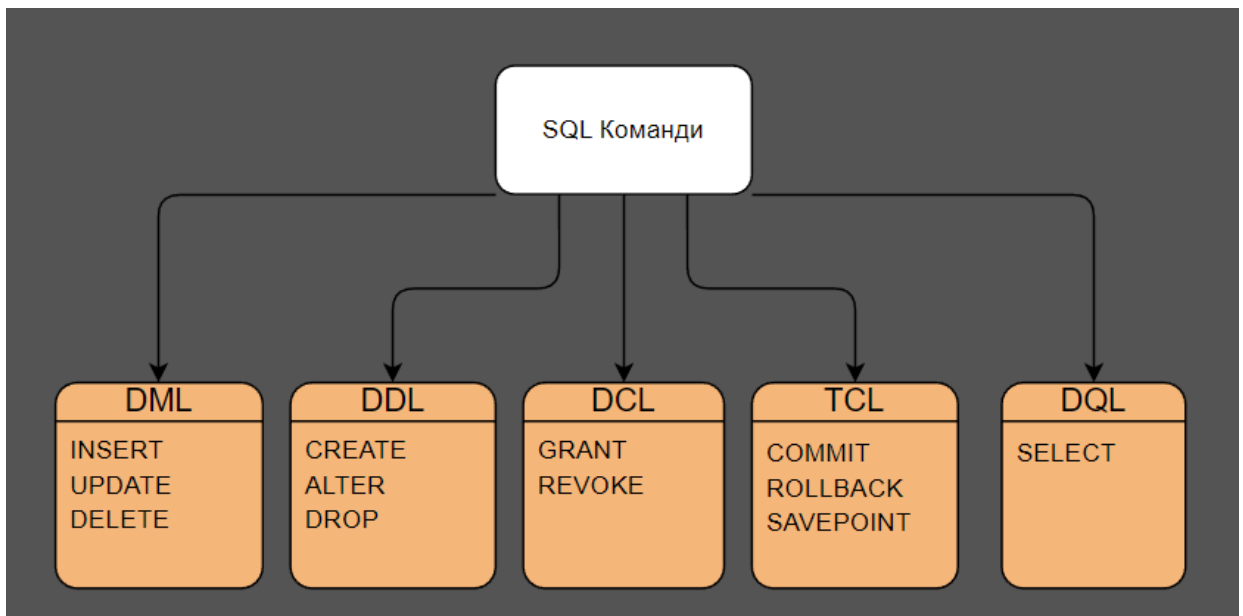 SQL Команди
DML
INSERT
UPDATE
DELETE
DDL
CREATE
ALTER
DROP
DCL
GRANT
REVOKE
TCL
COMMIT
ROLLBACK
SAVEPOINT
DQL
SELECT